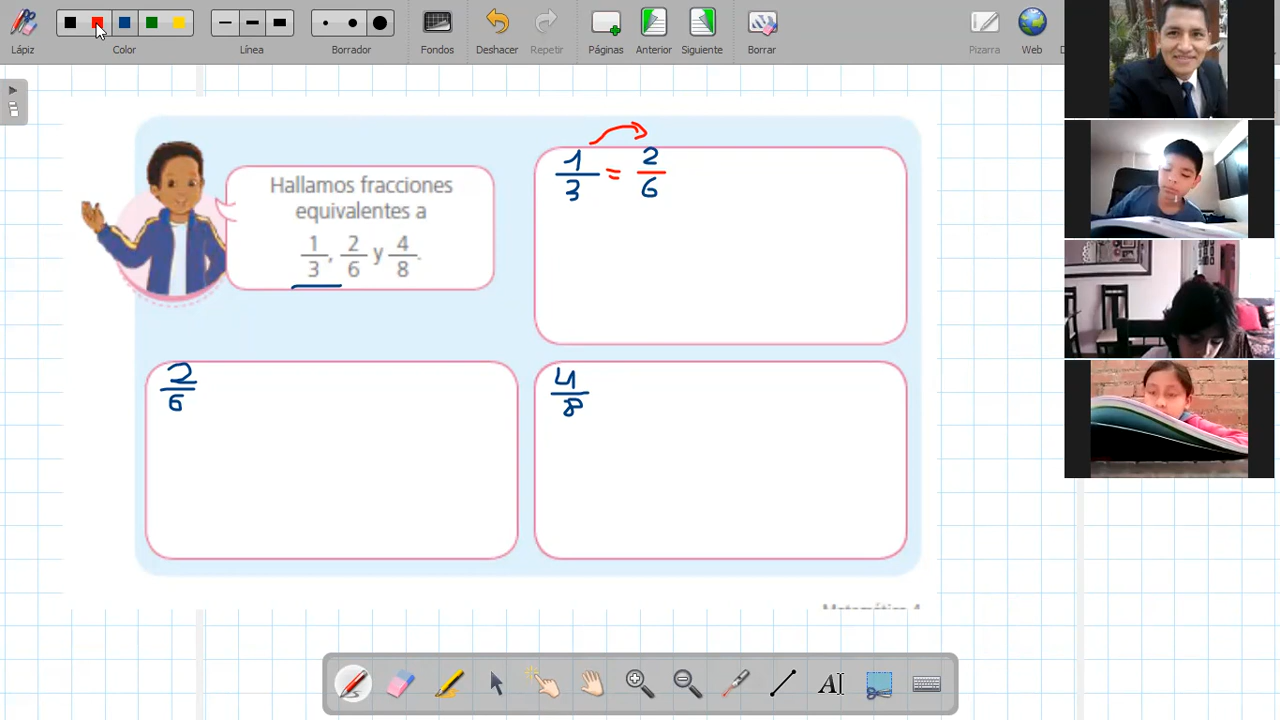 Lápiz
Color
Línea
Borrador
Fondos
Deshacer
Repetir
Páginas
Anterior
Siguiente
Borrar
Pizarra
Web
Hallamos fracciones
equivalentes a
1/3, 2/6 y 4/8.
1/3 = 2/6
2/6
4/8